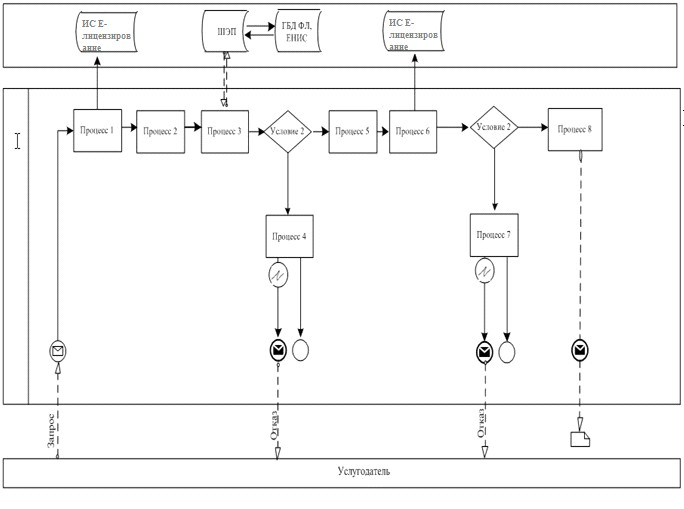 ИС Е-
лицензиров
ание
ШЭП
ГБД ФЛ,
ЕНИС
ИС Е-
лицензиров
ание
Процесс 1
Процесс 2
Процесс 3
Условие 2
Процесс 5
Процесс 6
Условие 2
Процесс 8
Процесс 4
Процесс 7
Запрос
Отказ
Отказ
Услугодатель